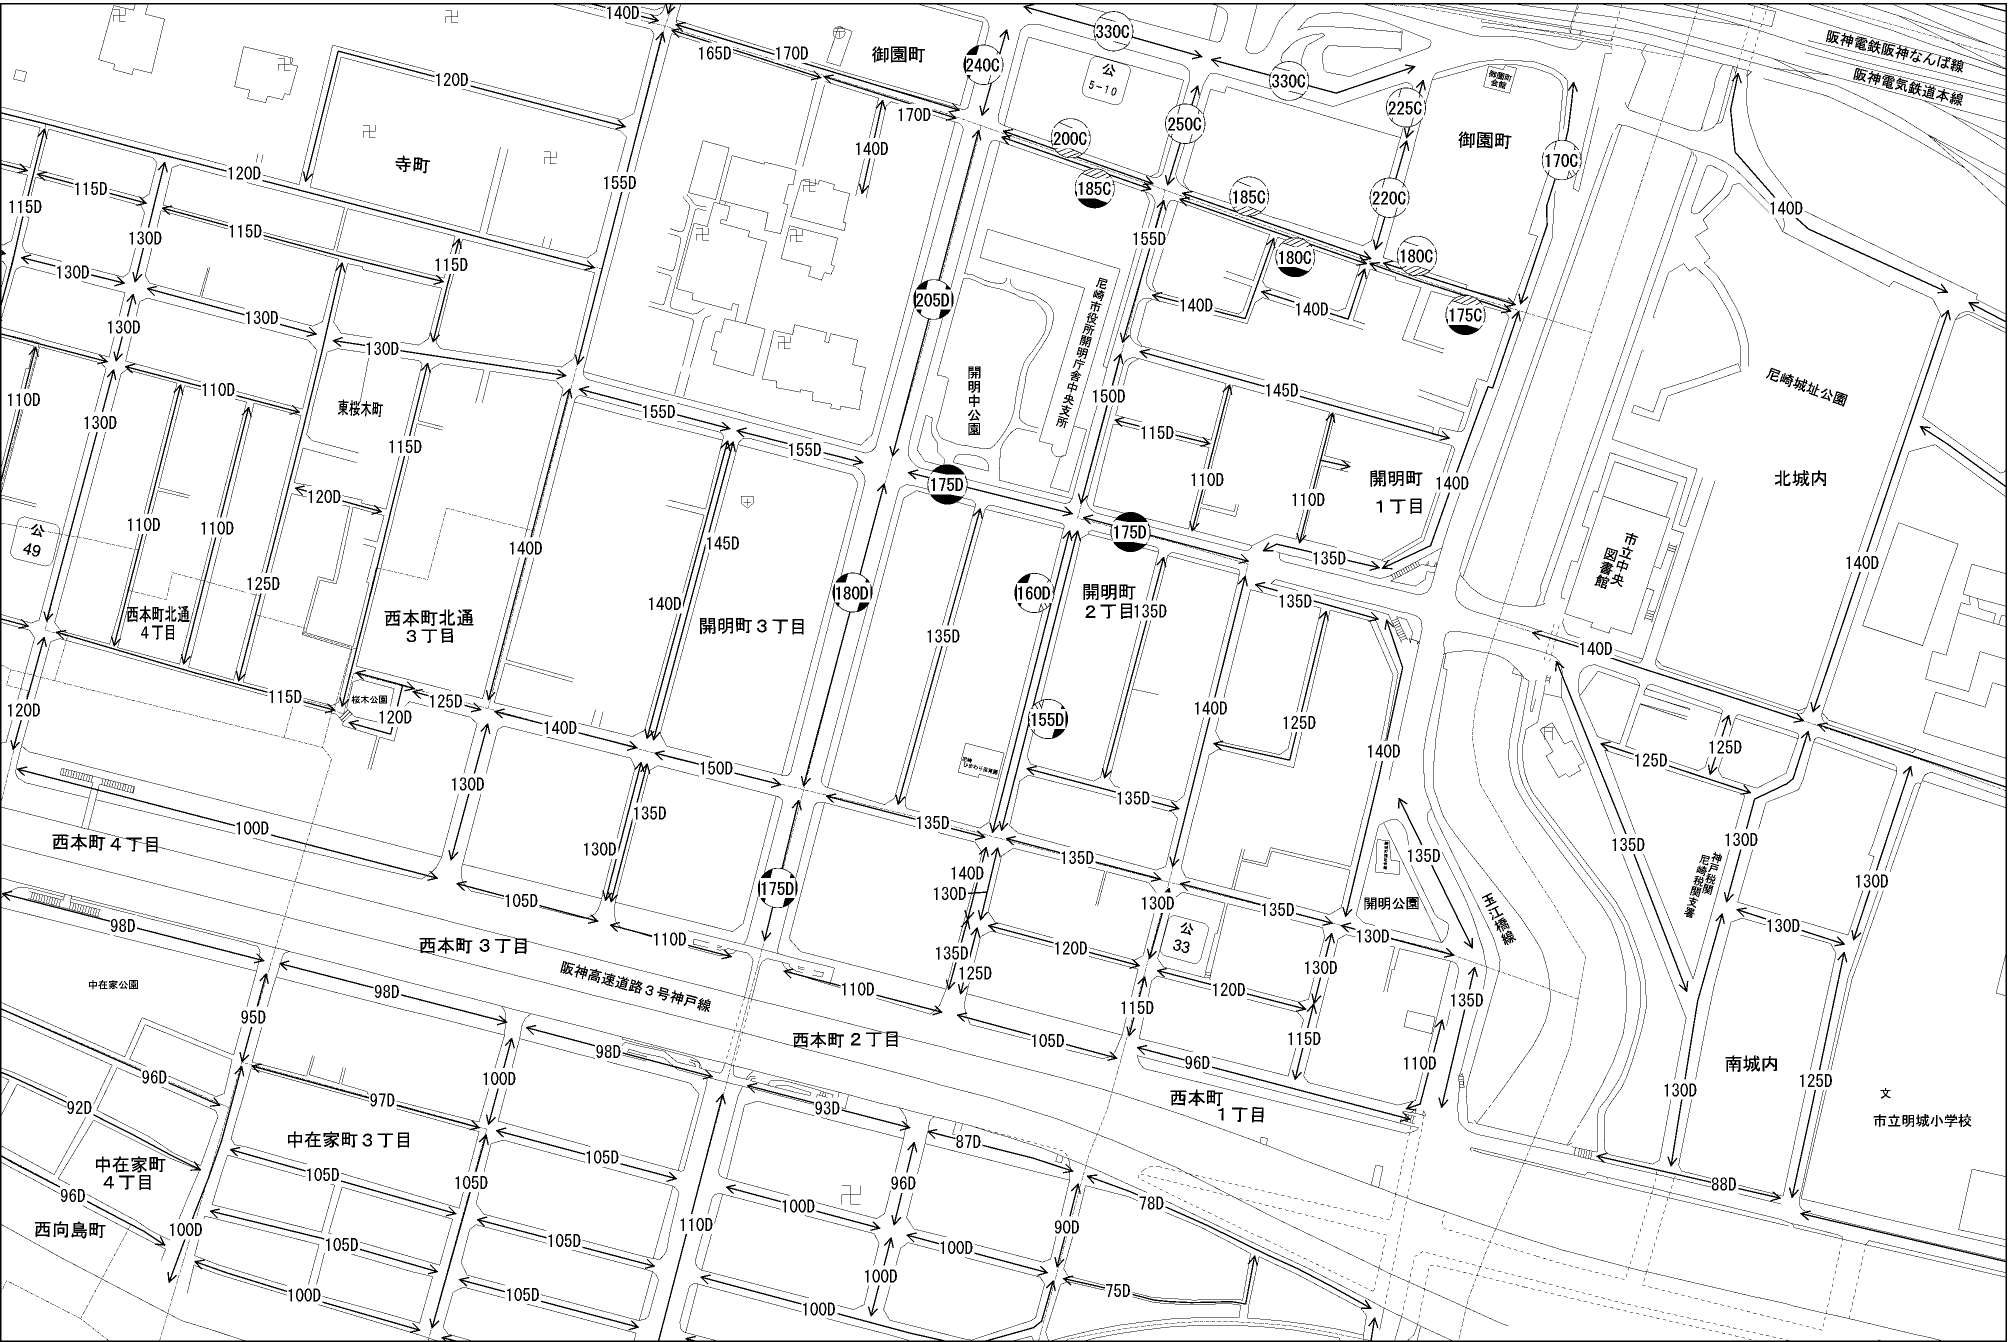 140D
330C
165D
170D
御園町
240C
公
5-10
330C
225C
御園町
会館
阪神電鉄阪神なんば線
阪神電気鉄道本線
120D
170D
200C
250C
御園町
寺町
140D
170C
120D
115D
155D
185C
185C
220C
140D
115D
130D
115D
115D
155D
180C
180C
130D
205D
尼崎市役所開明庁舎中央支所
140D
140D
175C
130D
130D
130D
110D
110D
130D
東桜木町
155D
開明中公園
150D
145D
尼崎城址公園
115D
155D
115D
120D
175D
110D
110D
開明町
1丁目
140D
北城内
公
49
110D
110D
140D
145D
175D
135D
市立中央
図書館
140D
125D
140D
180D
160D
開明町
2丁目
135D
135D
西本町北通
4丁目
西本町北通
3丁目
開明町3丁目
135D
140D
115D
桜木公園
125D
120D
120D
140D
155D
140D
125D
140D
125D
125D
150D
130D
135D
100D
135D
135D
西本町4丁目
130D
135D
135D
135D
130D
神戸税関
尼崎税関支署
140D
130D
175D
105D
130D
135D
開明公園
玉江橋線
130D
98D
110D
120D
公
33
130D
130D
西本町3丁目
阪神高速道路3号神戸線
135D
125D
130D
中在家公園
98D
110D
120D
115D
135D
95D
西本町2丁目
105D
115D
98D
96D
110D
南城内
96D
100D
130D
125D
92D
97D
93D
西本町
1丁目
文
市立明城小学校
中在家町3丁目
87D
中在家町
4丁目
105D
105D
105D
96D
88D
96D
100D
78D
西向島町
100D
110D
90D
105D
105D
100D
100D
75D
100D
105D
100D